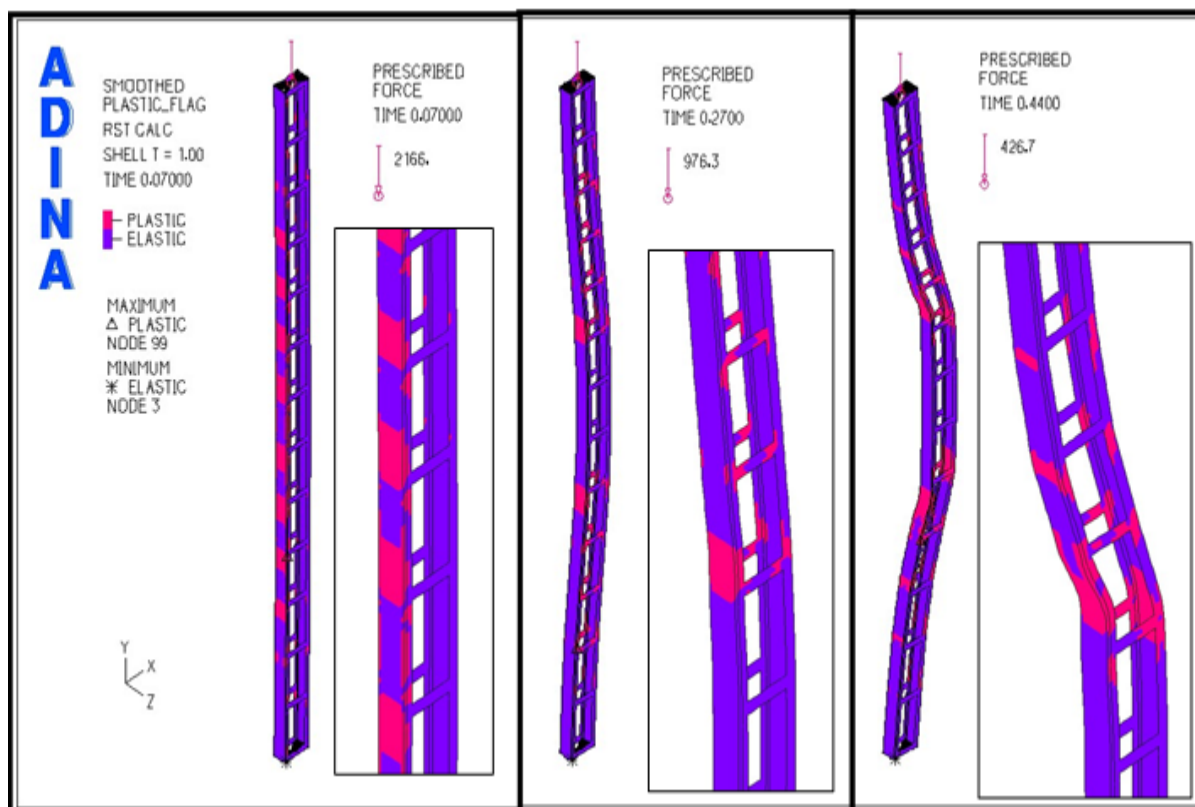 ADINA
SMOOTHED
PLASTIC_FLAG
RST CALC
SHELL T = 1.00
TIME 0.07000
PLASTIC
ELASTIC
MAXIMUM
Δ PLASTIC
NODE 99
MINIMUM
* ELASTIC
NODE 3
Y
X
Z
PRESCRIBED
FORCE
TIME 0.07000
2166.
PRESCRIBED
FORCE
TIME 0.2700
976.3
PRESCRIBED
FORCE
TIME 0.4400
426.7